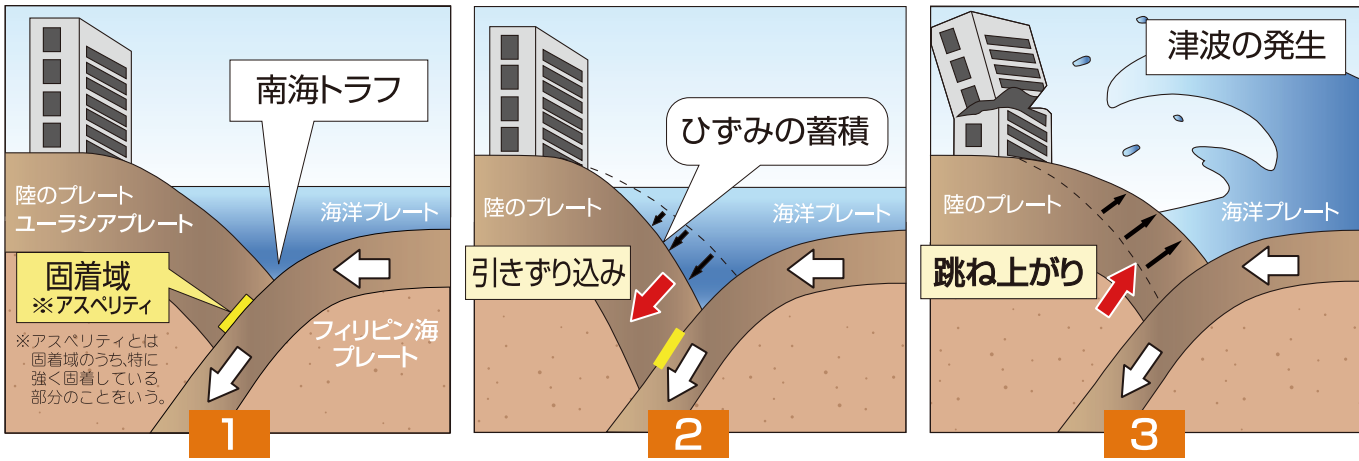 南海トラフ
陸のプレート
ユーラシアプレート
海洋プレート
固着域
※アスペリティ
※アスペリティとは
固着域のうち、特に
強く固着している
部分のことをいう。
フィリピン海
プレート
1
ひずみの蓄積
陸のプレート
海洋プレート
引きずり込み
2
津波の発生
陸のプレート
海洋プレート
跳ね上がり
3